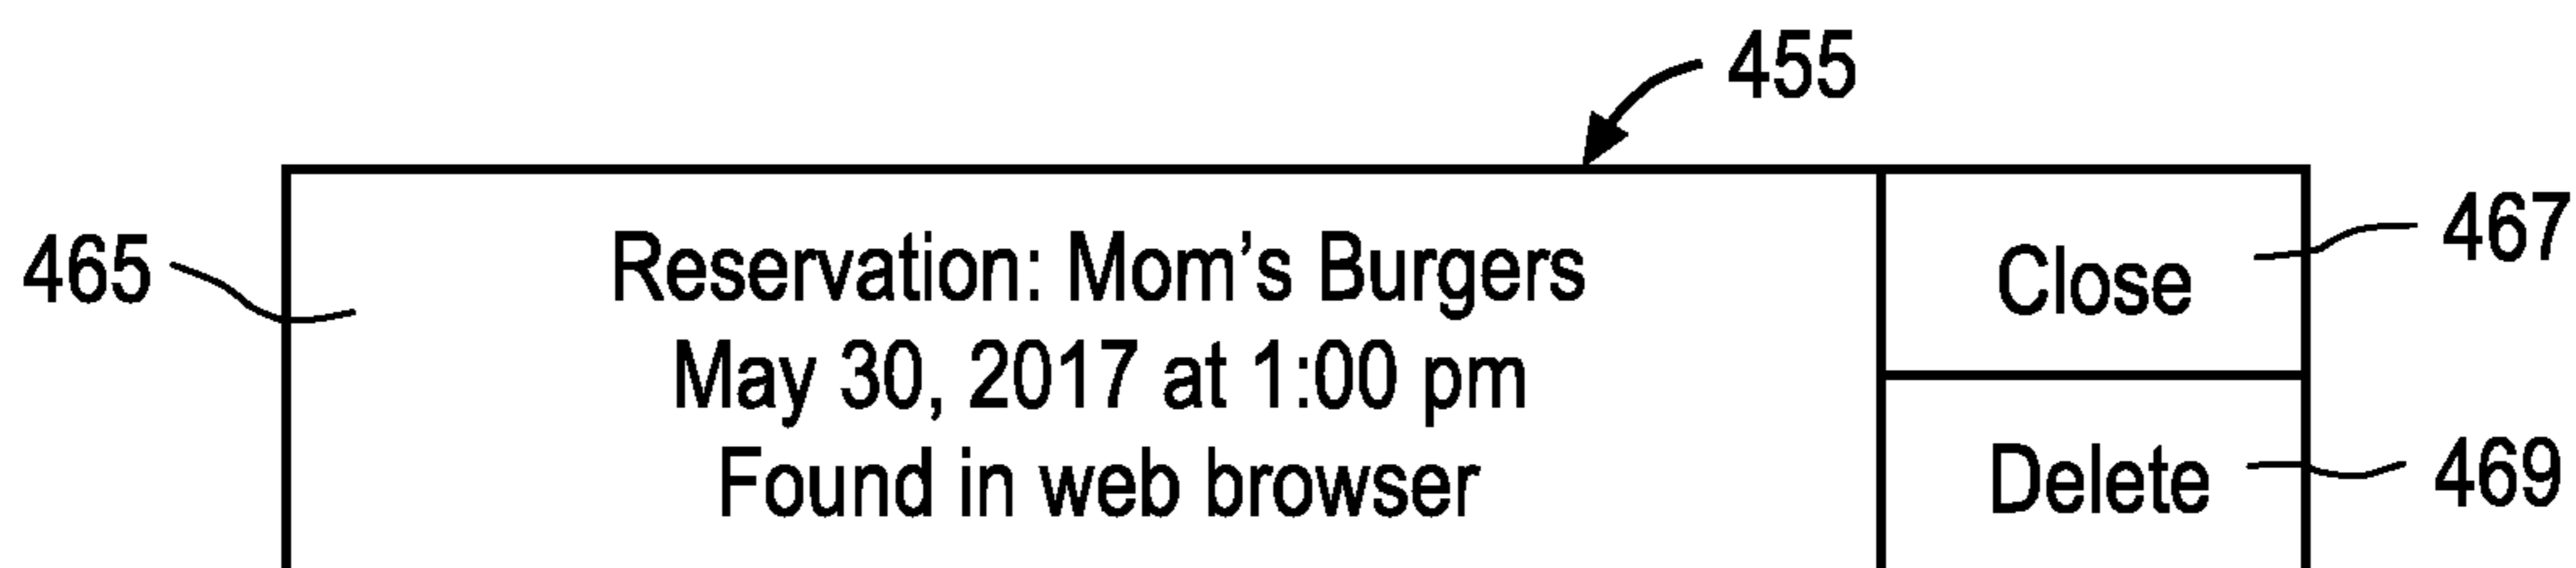 455
465
Reservation: Mom’s Burgers
May 30, 2017 at 1:00 pm
Found in web browser
Close
467
Delete
469